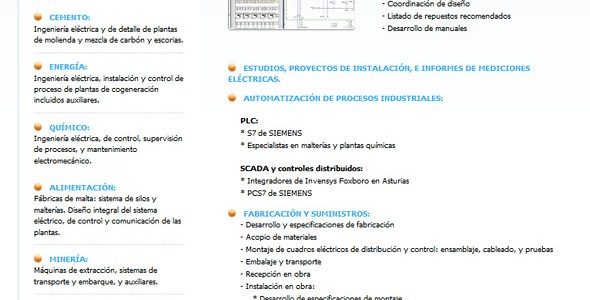 CEMENTO:
Ingeniería eléctrica y de detalle de plantas
de molienda y mezcla de carbón y escorias.
ENERGÍA:
Ingeniería eléctrica, instalación y control de
proceso de plantas de cogeneración
incluidos auxiliares.
QUÍMICO:
Ingeniería eléctrica, de control, supervisión
de procesos, y mantenimiento
electromecánico.
ALIMENTACIÓN:
Fábricas de malta: sistema de silos y
malterías. Diseño integral del sistema
eléctrico, de control y comunicación de las
plantas.
MINERÍA:
Máquinas de extracción, sistemas de
transporte y embarque, y auxiliares.
- Coordinación de diseño
- Listado de repuestos recomendados
- Desarrollo de manuales
ESTUDIOS, PROYECTOS DE INSTALACIÓN, E INFORMES DE MEDICIONES
ELÉCTRICAS.
AUTOMATIZACIÓN DE PROCESOS INDUSTRIALES:
PLC:
* S7 de SIEMENS
* Especialistas en malterías y plantas químicas
SCADA y controles distribuidos:
* Integradores de Invensys Foxboro en Asturias
* PCS7 de SIEMENS
FABRICACIÓN Y SUMINISTROS:
- Desarrollo y especificaciones de fabricación
- Acopio de materiales
- Montaje de cuadros eléctricos de distribución y control: ensamblaje, cableado, y pruebas
- Embalaje y transporte
- Recepción en obra
- Instalación en obra:
* Desarrollo de especificaciones de montaje